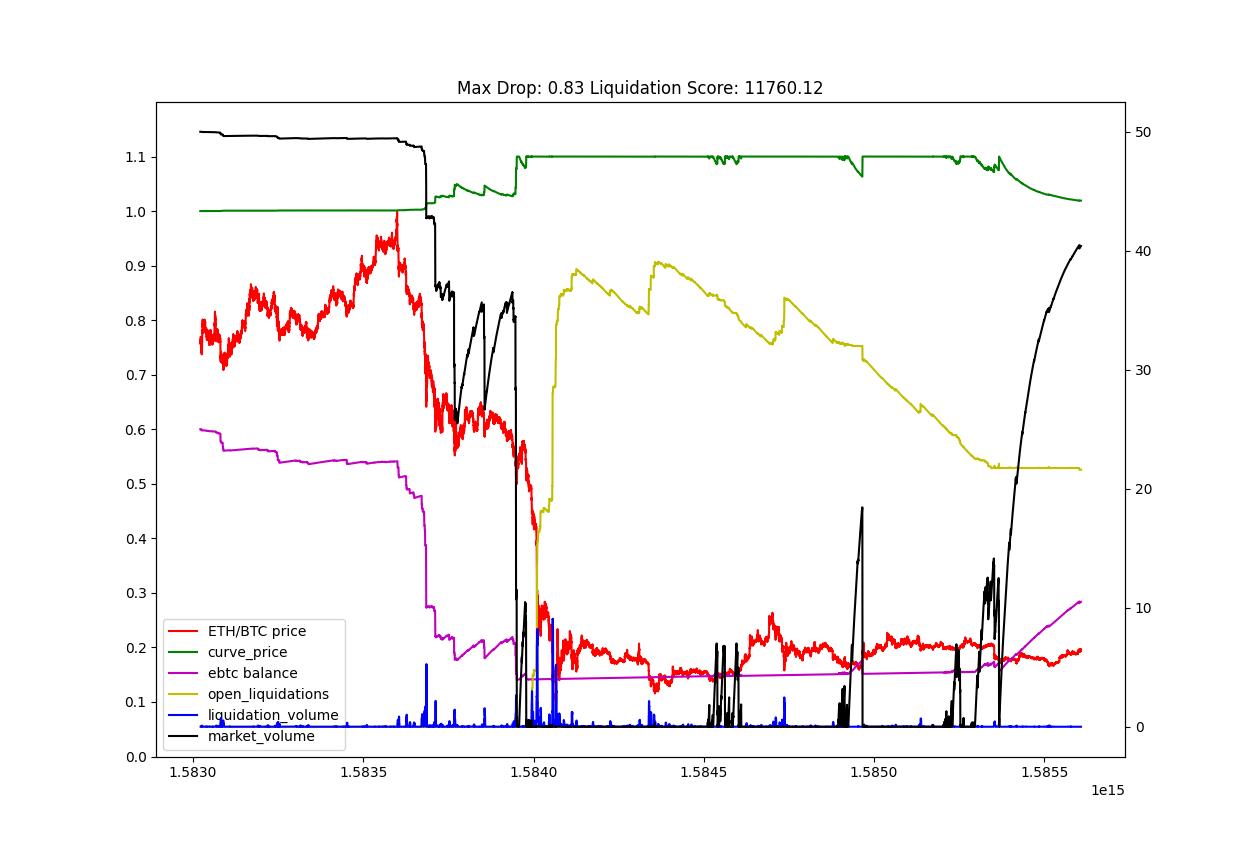 Max Drop: 0.83 Liquidation Score: 11760.12
1.1
1.0
0.9
0.8
0.7
0.6
0.5
0.4
0.3
0.2
0.1
0.0
50
40
30
20
10
0
ETH/BTC price
curve_price
ebtc balance
open_liquidations
liquidation_volume
market_volume
1.5830 1.5835 1.5840 1.5845 1.5850 1.5855
1e15